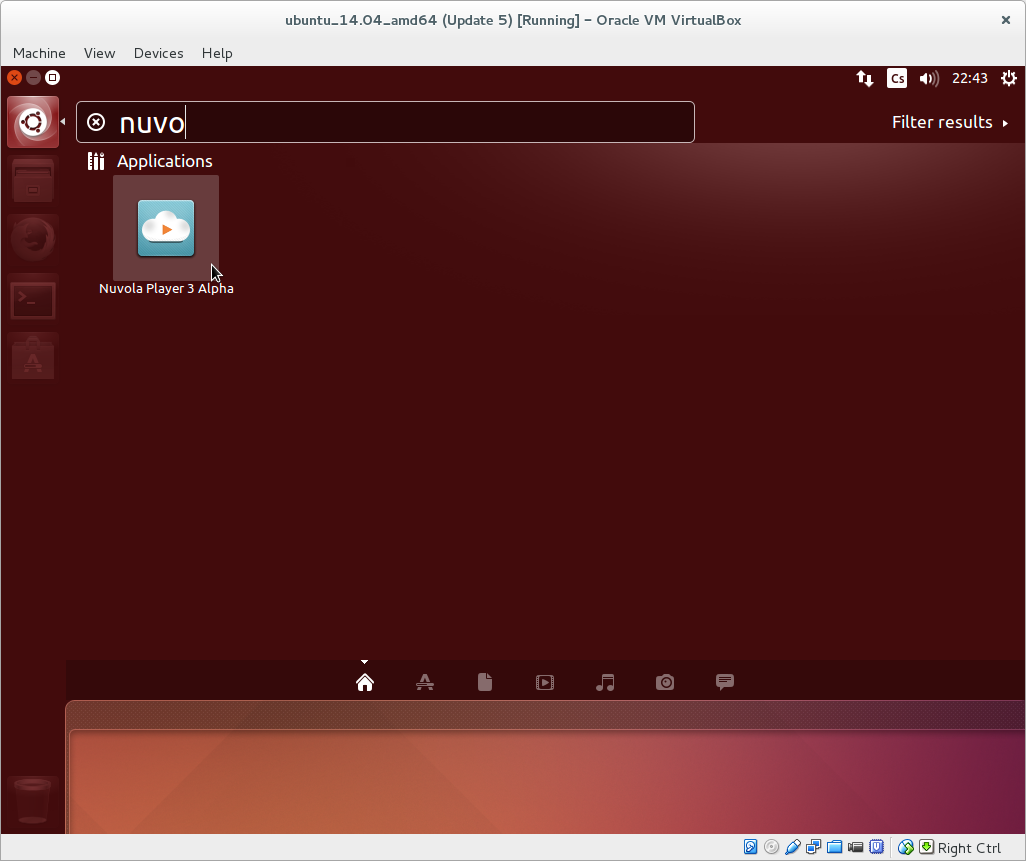 ubuntu_14.04_amd64 (Update 5) [Running] – Oracle VM VirtualBox
Machine View Devices Help
Cs 22:43
nuvo
Filter results
Applications
Nuvola Player 3 Alpha
Right Ctrl